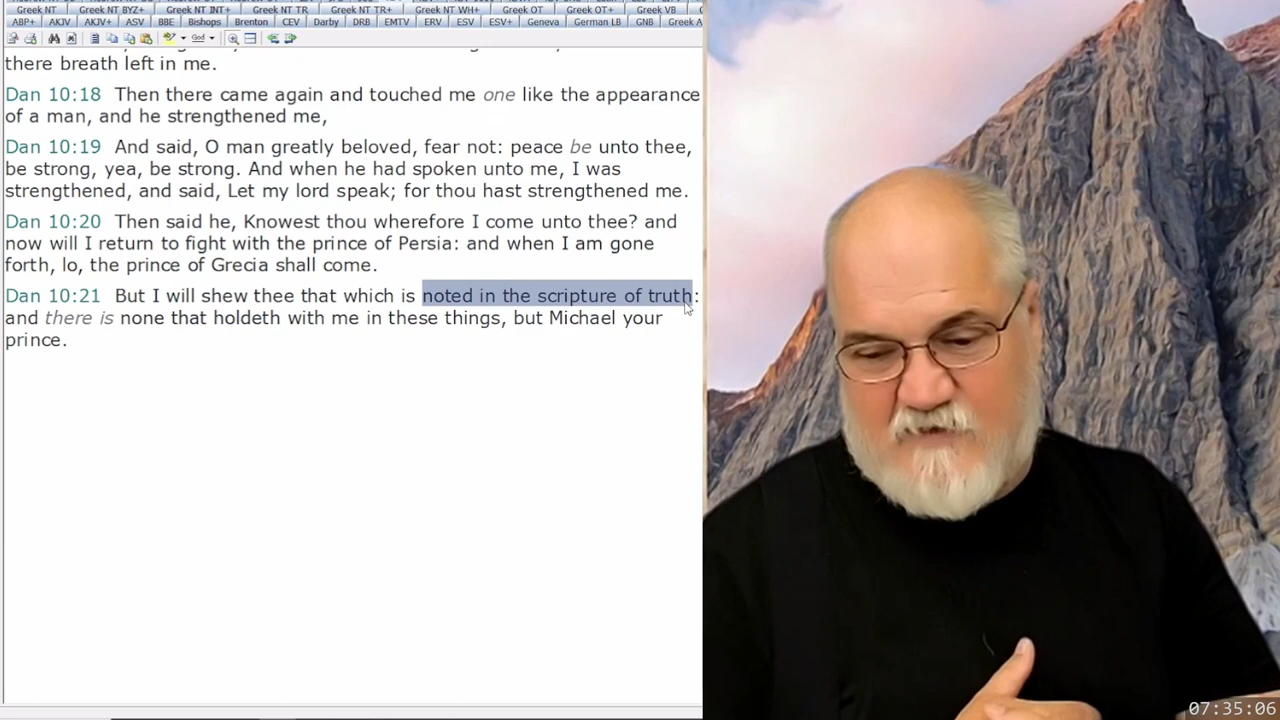 Greek NT Greek NT BYZ+ Greek NT INT+ Greek NT TR Greek NT TR+ Greek NT WH+ Greek OT Greek OT+ Greek VB
ABP+ AKJV AKJV+ ASV BBE Bishops Brenton CEV Darby DRB EMTV ERV ESV ESV+ Geneva German LB GNB Greek A
there breath left in me.
Dan 10:18 Then there came again and touched me one like the appearance
of a man, and he strengthened me,
Dan 10:19 And said, O man greatly beloved, fear not: peace be unto thee,
be strong, yea, be strong. And when he had spoken unto me, I was
strengthened, and said, Let my lord speak; for thou hast strengthened me.
Dan 10:20 Then said he, Knowest thou wherefore I come unto thee? and
now will I return to fight with the prince of Persia: and when I am gone
forth, lo, the prince of Grecia shall come.
Dan 10:21 But I will shew thee that which is noted in the scripture of truth:
and there is none that holdeth with me in these things, but Michael your
prince.
07:35:06